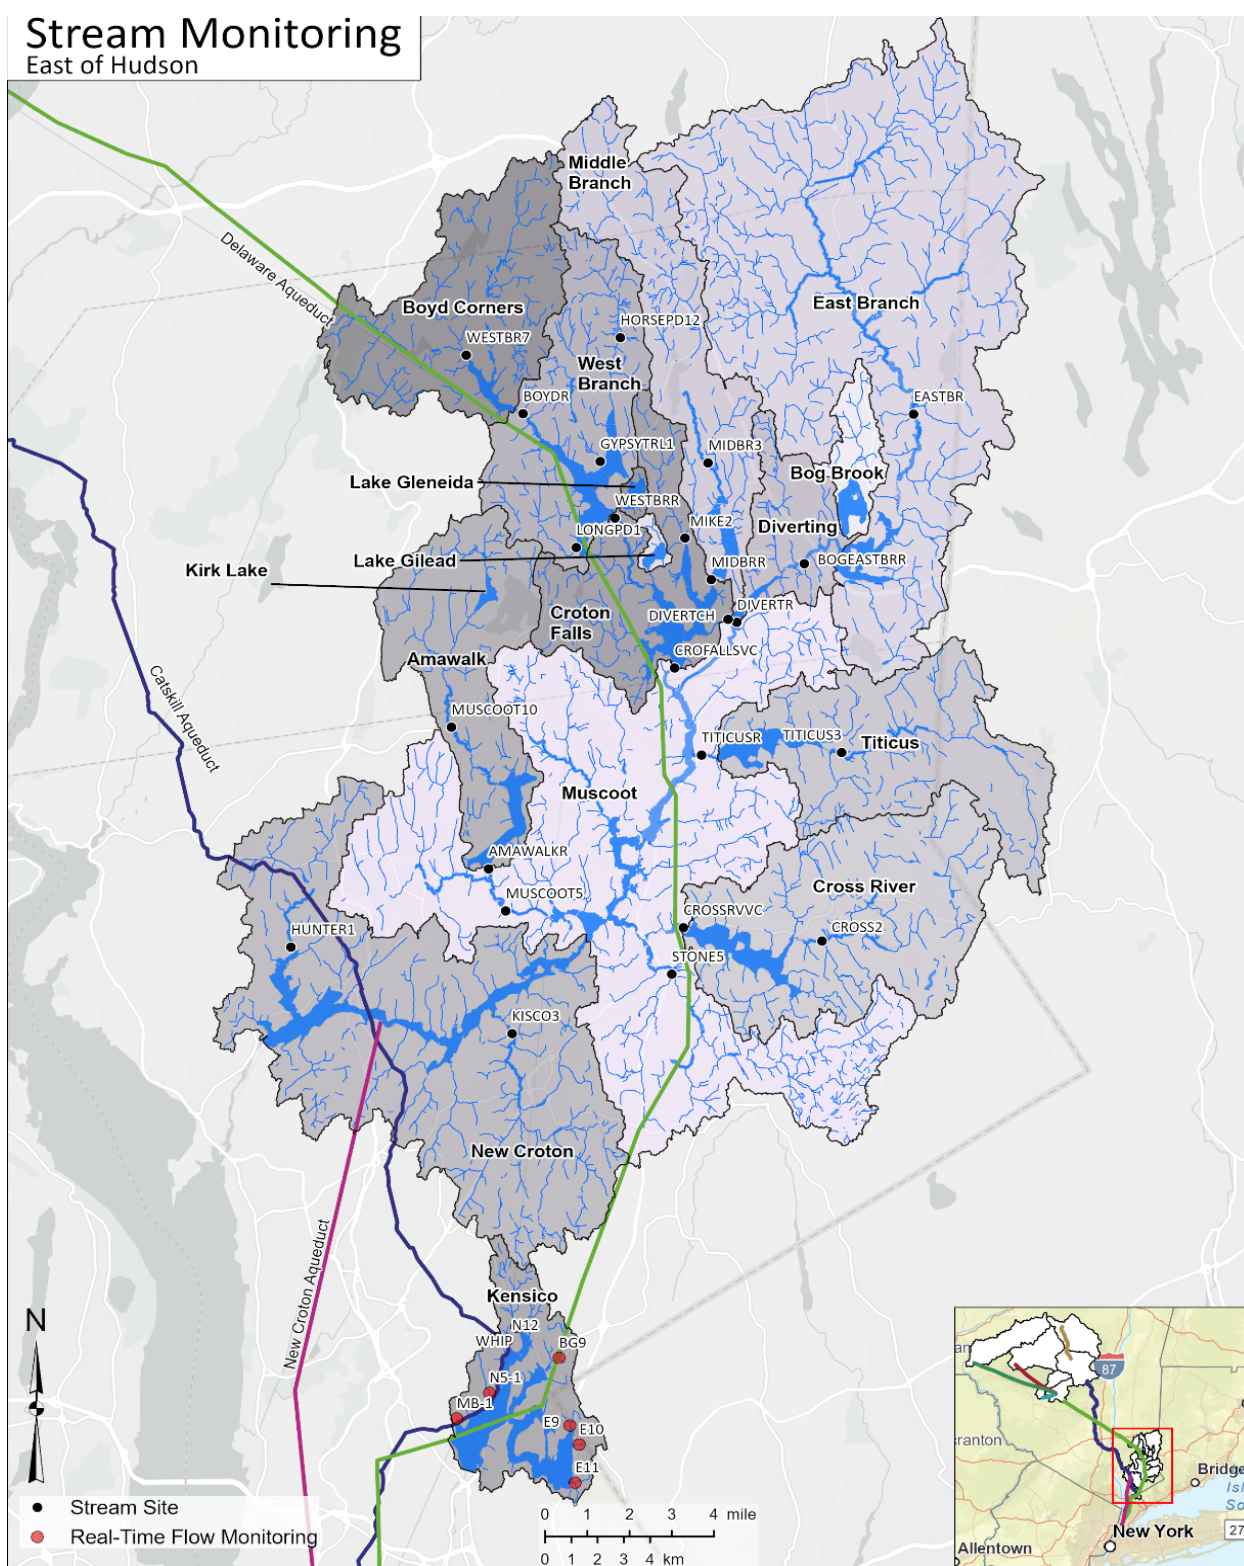 Stream Monitoring
East of Hudson
Middle
Branch
Delaware Aqueduct
Boyd Corners
East Branch
HORSEPD12
WESTBR7
West
Branch
BOYDR
EASTBR
GYPSYTRL1
MIDBR3
Bog Brook
Lake Gleneida
WESTBRR
MIKE2
Diverting
LONGPD1
Lake Gilead
Kirk Lake
MIDBRR
BOGEASTBRR
Croton
Falls
DIVERTCH
DIVERTR
CROFALLSVC
Amawalk
Catskill Aqueduct
MUSCOOT10
TITICUSR
TITICUS3
Titicus
Muscoot
AMAWALKR
Cross River
MUSCOOT5
CROSSRVVC
CROSS2
HUNTER1
STONE5
KISCO3
New Croton
New Croton Aqueduct
Kensico
N12
WHIP
BG9
N5-1
MB-1
E9
E10
E11
N
Stream Site
Real-Time Flow Monitoring
0 1 2 3 4 mile
0 1 2 3 4 km
87
cranton
Bridge
Isl
So
New York
27
Allentown